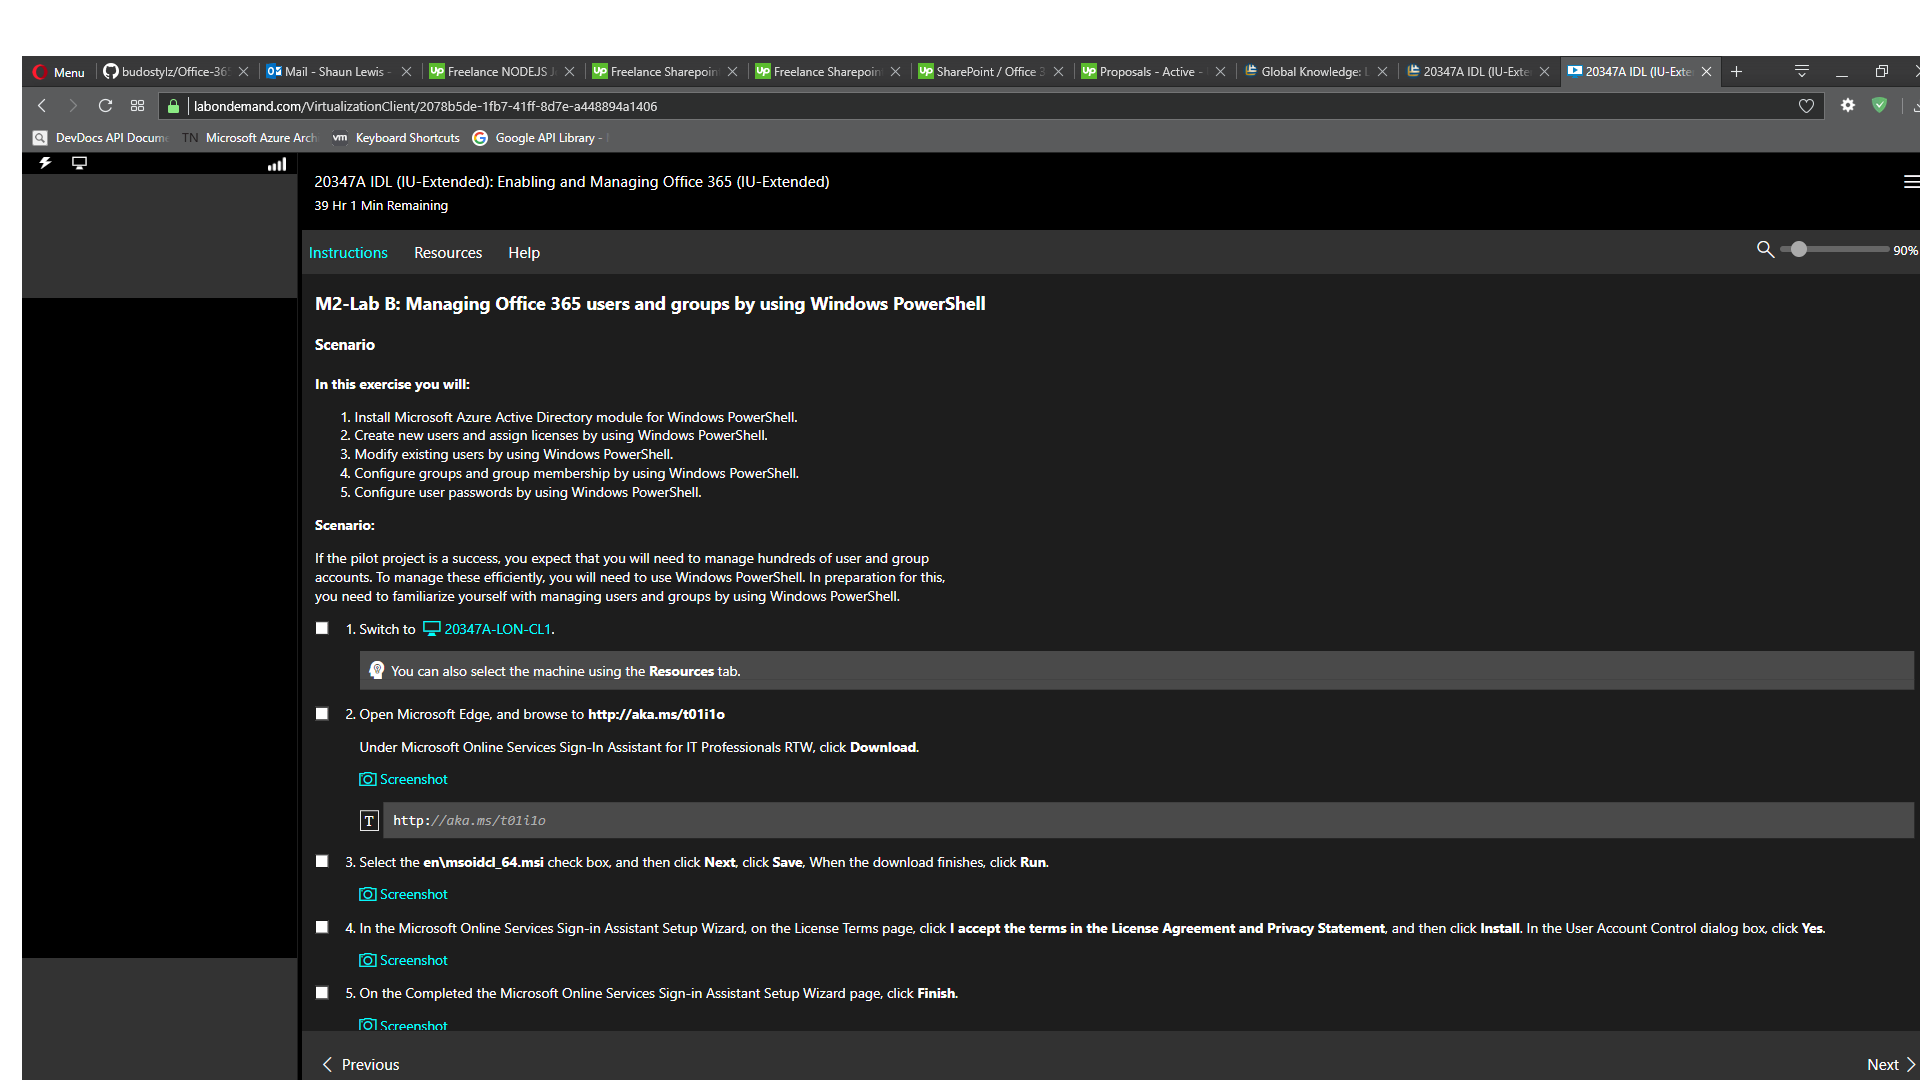 Menu
budostylz/Office-365
Mail - Shaun Lewis -
Freelance NODEJS J
Freelance Sharepoin
Freelance Sharepoin
SharePoint / Office 3
Proposals - Active -
Global Knowledge: L
20347A IDL (IU-Exte
20347A IDL (IU-Exte
labondemand.com/VirtualizationClient/2078b5de-1fb7-41ff-8d7e-a448894a1406
DevDocs API Docume
TN Microsoft Azure Arch
vm Keyboard Shortcuts
Google API Library -
20347A IDL (IU-Extended): Enabling and Managing Office 365 (IU-Extended)
39 Hr 1 Min Remaining
Instructions Resources Help
90%
M2-Lab B: Managing Office 365 users and groups by using Windows PowerShell
Scenario
In this exercise you will:
1. Install Microsoft Azure Active Directory module for Windows PowerShell.
2. Create new users and assign licenses by using Windows PowerShell.
3. Modify existing users by using Windows PowerShell.
4. Configure groups and group membership by using Windows PowerShell.
5. Configure user passwords by using Windows PowerShell.
Scenario:
If the pilot project is a success, you expect that you will need to manage hundreds of user and group
accounts. To manage these efficiently, you will need to use Windows PowerShell. In preparation for this,
you need to familiarize yourself with managing users and groups by using Windows PowerShell.
1. Switch to 20347A-LON-CL1.
You can also select the machine using the Resources tab.
2. Open Microsoft Edge, and browse to http://aka.ms/t01i1o
Under Microsoft Online Services Sign-In Assistant for IT Professionals RTW, click Download.
Screenshot
T http://aka.ms/t01i1o
3. Select the en\msoidcl_64.msi check box, and then click Next, click Save, When the download finishes, click Run.
Screenshot
4. In the Microsoft Online Services Sign-in Assistant Setup Wizard, on the License Terms page, click I accept the terms in the License Agreement and Privacy Statement, and then click Install. In the User Account Control dialog box, click Yes.
Screenshot
5. On the Completed the Microsoft Online Services Sign-in Assistant Setup Wizard page, click Finish.
Screenshot
Previous
Next